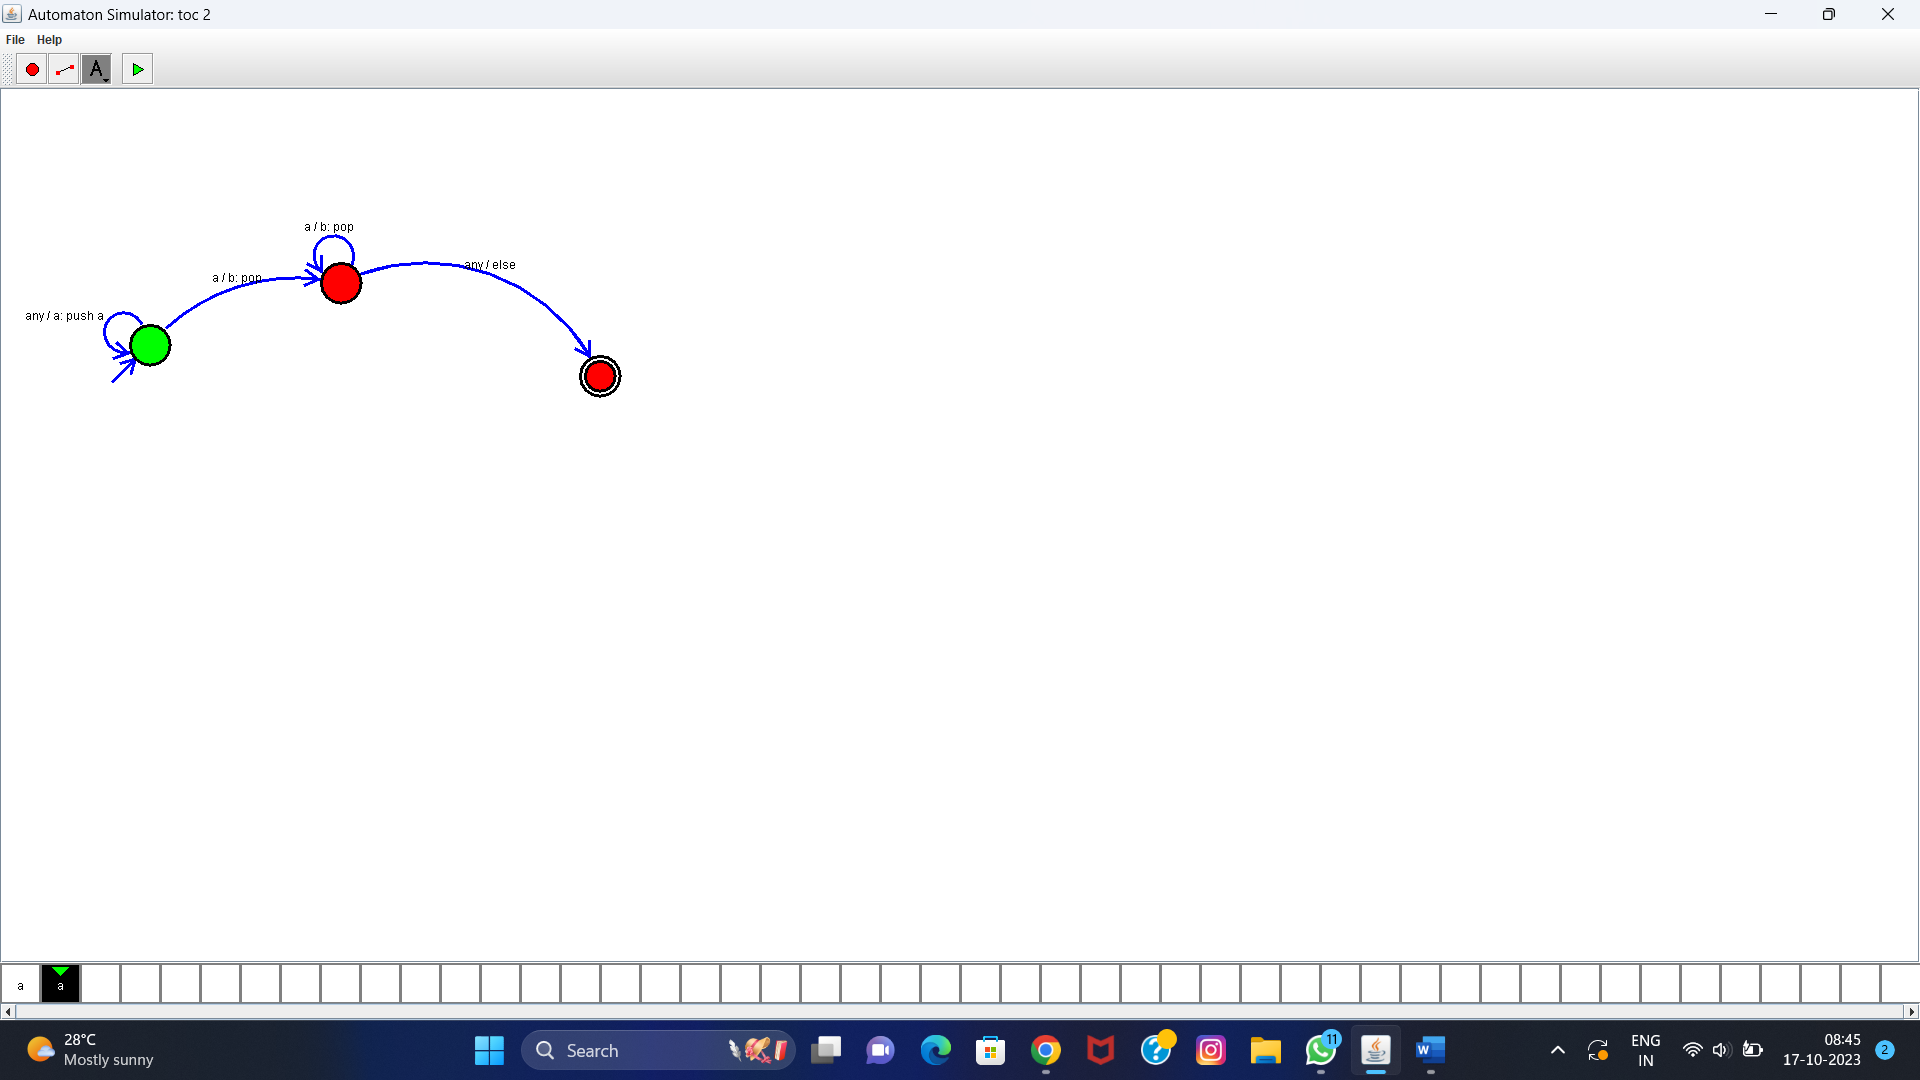 Automaton Simulator: toc 2
File Help
A
a / b: pop
any / else
a / b: pop
any / a: push a
a a
28°C
Mostly sunny
Search
11
ENG
IN
08:45
17-10-2023
2